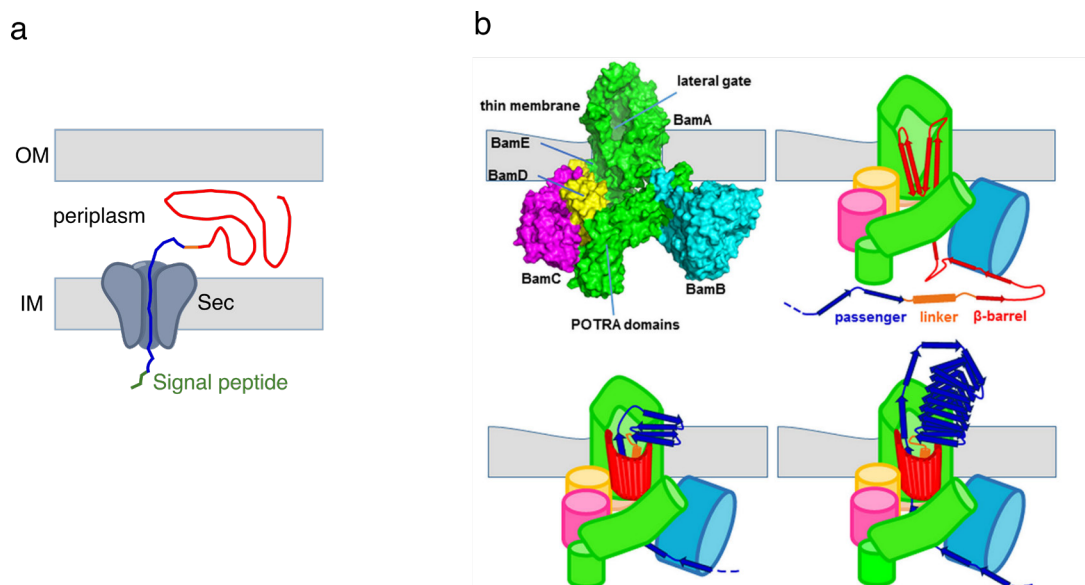 a
OM
periplasm
IM
Sec
Signal peptide
b
lateral gate
thin membrane
BamA
BamE
BamD
BamC
BamB
POTRA domains
passenger linker β-barrel